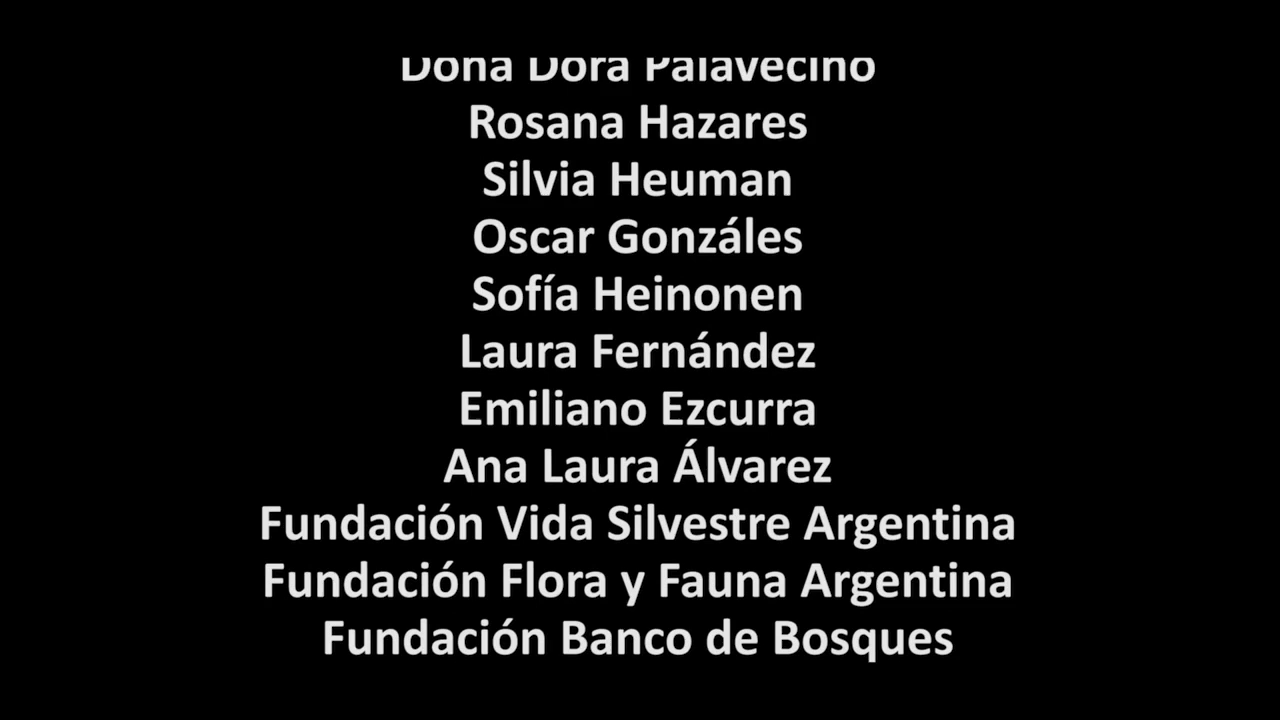 Doña Dora Palavecino
Rosana Hazares
Silvia Heuman
Oscar Gonzáles
Sofía Heinonen
Laura Fernández
Emiliano Ezcurra
Ana Laura Álvarez
Fundación Vida Silvestre Argentina
Fundación Flora y Fauna Argentina
Fundación Banco de Bosques